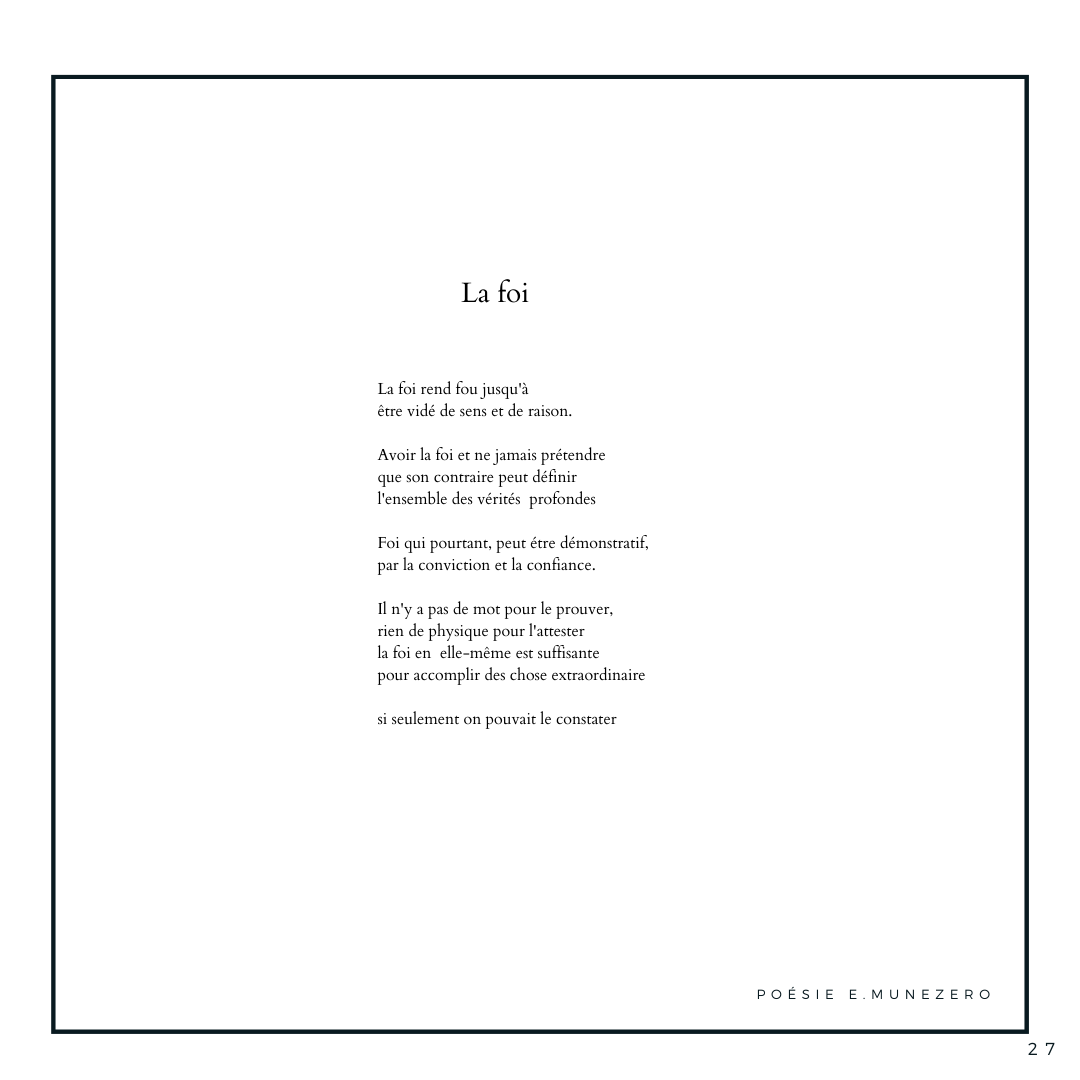 La foi
La foi rend fou jusqu'à
être vidé de sens et de raison.
Avoir la foi et ne jamais prétendre
que son contraire peut définir
l'ensemble des vérités  profondes
Foi qui pourtant, peut étre démonstratif,
par la conviction et la confiance.
Il n'y a pas de mot pour le prouver,
rien de physique pour l'attester
la foi en  elle-même est suffisante
pour accomplir des chose extraordinaire
si seulement on pouvait le constater
POÉSIE E.MUNEZERO
27